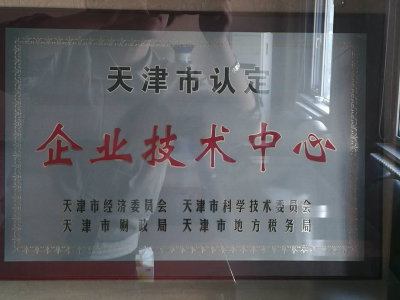 天津市认定
企业技术中心
天津市经济委员会 天津市科学技术委员会
天津市财政局 天津市地方税务局